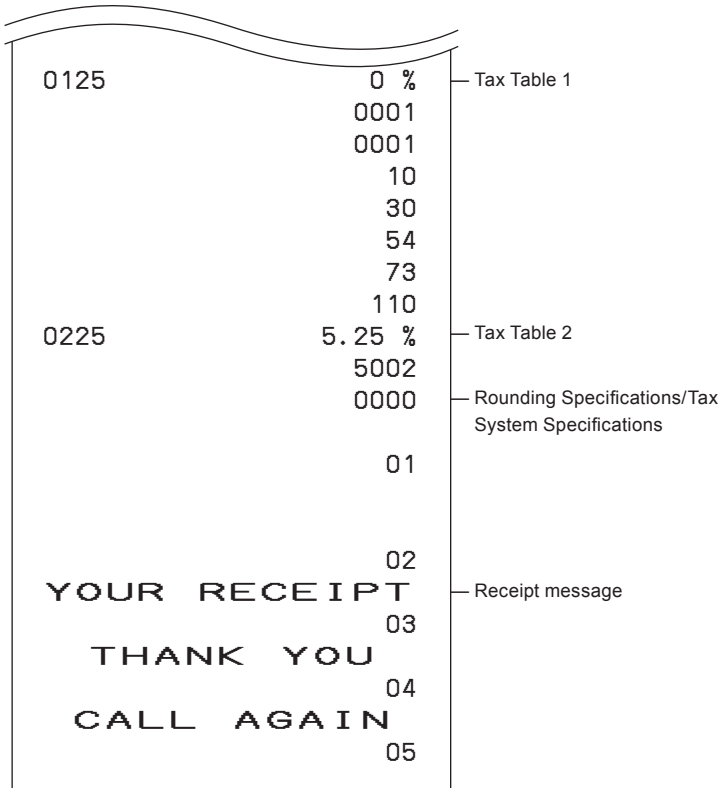 0125 0 % Tax Table 1
0001
0001
10
30
54
73
110
0225 5.25 % Tax Table 2
5002
0000 Rounding Specifications/Tax
System Specifications
01
02
YOUR RECEIPT Receipt message
03
THANK YOU
04
CALL AGAIN
05